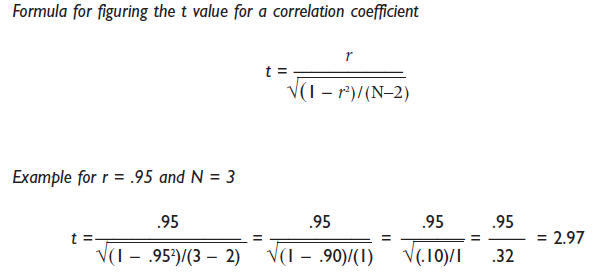 Formula for figuring the t value for a correlation coefficient
t = r / √(1 – r²)/(N–2)
Example for r = .95 and N = 3
t = .95 / √(1 – .95²)/(3 – 2) = .95 / √(1 – .90)/(1) = .95 / √(.10)/1 = .95 / .32 = 2.97